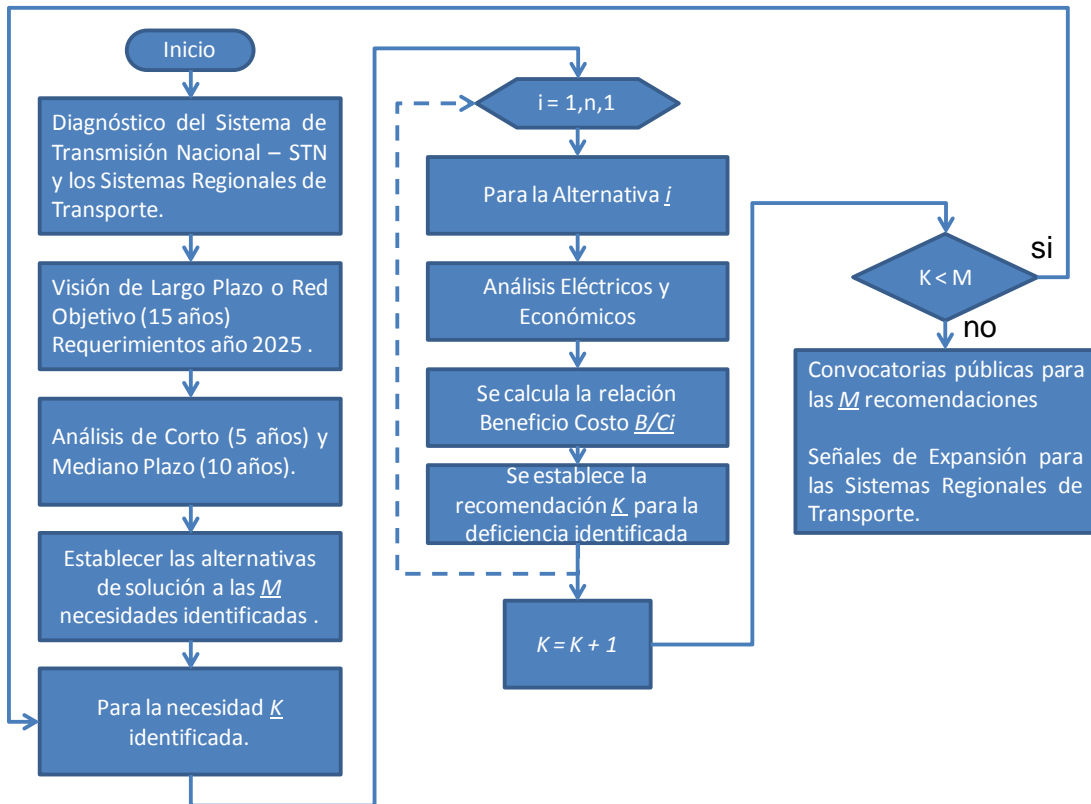 Inicio
Diagnóstico del Sistema de
Transmisión Nacional – STN
y los Sistemas Regionales de
Transporte.
Visión de Largo Plazo o Red
Objetivo (15 años)
Requerimientos año 2025 .
Análisis de Corto (5 años) y
Mediano Plazo (10 años).
Establecer las alternativas
de solución a las M
necesidades identificadas .
Para la necesidad K
identificada.
i = 1,n,1
Para la Alternativa i
Análisis Eléctricos y
Económicos
Se calcula la relación
Beneficio Costo B/Ci
Se establece la
recomendación K para la
deficiencia identificada
K = K + 1
K < M
si
no
Convocatorias públicas para
las M recomendaciones
Señales de Expansión para
las Sistemas Regionales de
Transporte.